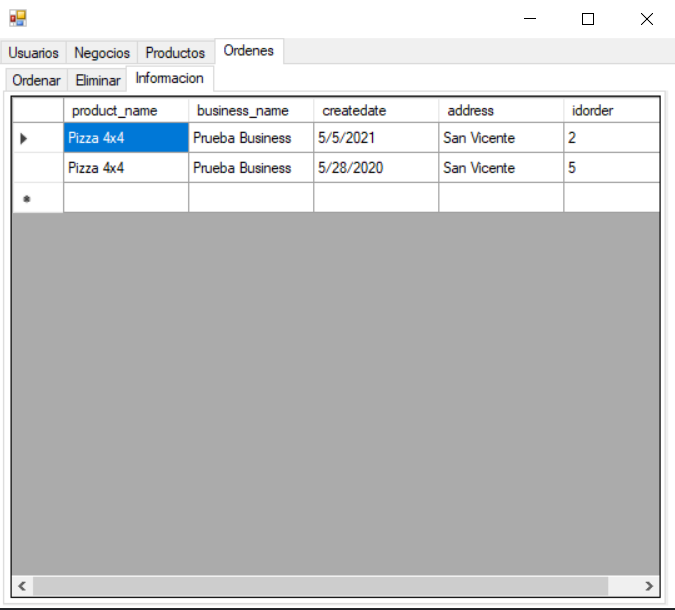 Usuarios Negocios Productos Ordenes
Ordenar Eliminar Informacion
product_name business_name createdate address idorder
Pizza 4x4 Prueba Business 5/5/2021 San Vicente 2
Pizza 4x4 Prueba Business 5/28/2020 San Vicente 5